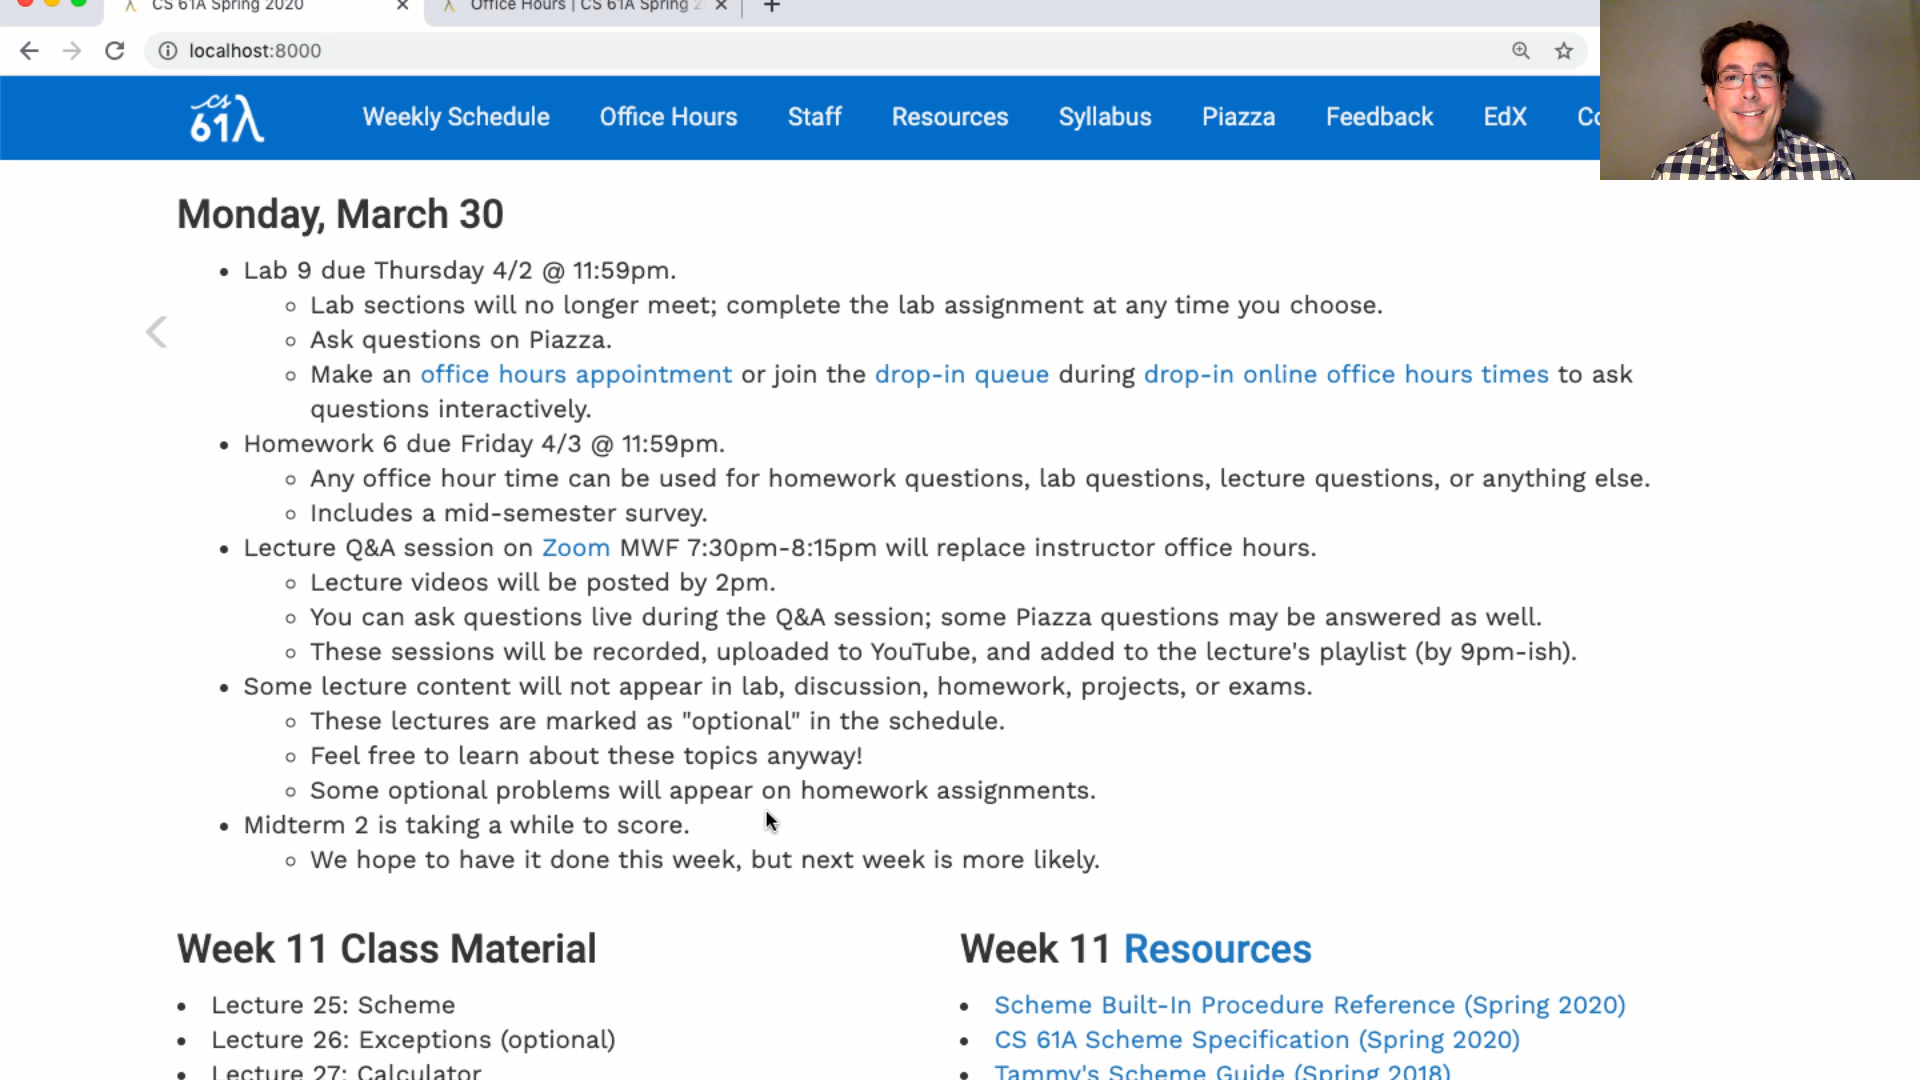 CS 61A Spring 2020
Office Hours | CS 61A Spring 2
localhost:8000
cs
61λ
Weekly Schedule
Office Hours
Staff
Resources
Syllabus
Piazza
Feedback
EdX
Monday, March 30
Lab 9 due Thursday 4/2 @ 11:59pm.
Lab sections will no longer meet; complete the lab assignment at any time you choose.
Ask questions on Piazza.
Make an office hours appointment or join the drop-in queue during drop-in online office hours times to ask
questions interactively.
Homework 6 due Friday 4/3 @ 11:59pm.
Any office hour time can be used for homework questions, lab questions, lecture questions, or anything else.
Includes a mid-semester survey.
Lecture Q&A session on Zoom MWF 7:30pm-8:15pm will replace instructor office hours.
Lecture videos will be posted by 2pm.
You can ask questions live during the Q&A session; some Piazza questions may be answered as well.
These sessions will be recorded, uploaded to YouTube, and added to the lecture's playlist (by 9pm-ish).
Some lecture content will not appear in lab, discussion, homework, projects, or exams.
These lectures are marked as "optional" in the schedule.
Feel free to learn about these topics anyway!
Some optional problems will appear on homework assignments.
Midterm 2 is taking a while to score.
We hope to have it done this week, but next week is more likely.
Week 11 Class Material
Lecture 25: Scheme
Lecture 26: Exceptions (optional)
Lecture 27: Calculator
Week 11 Resources
Scheme Built-In Procedure Reference (Spring 2020)
CS 61A Scheme Specification (Spring 2020)
Tammy's Scheme Guide (Spring 2018)